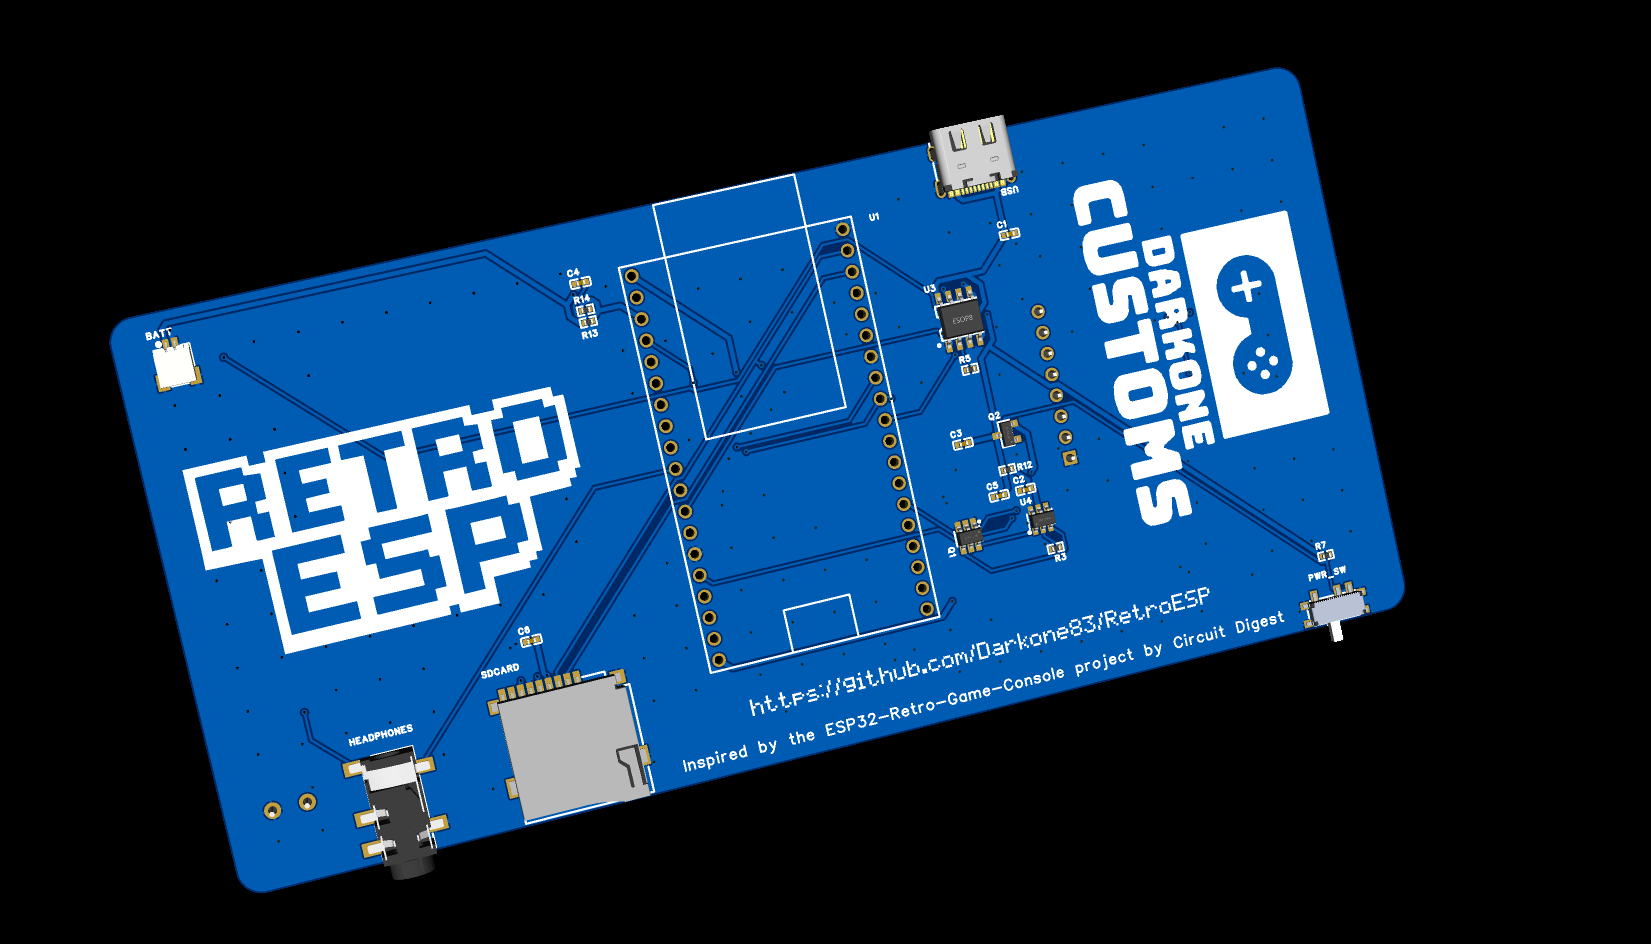 USB
U1
C1
C4
R14
R13
U3
ESOP8
R5
BATT
RETRO
ESP
DARKONE
CUSTOMS
Q2
C3
R12
C5
C2
U4
R3
R7
PWR_SW
C6
SDCARD
HEADPHONES
https://github.com/Darkone83/RetroESP
Inspired by the ESP32-Retro-Game-Console project by Circuit Digest